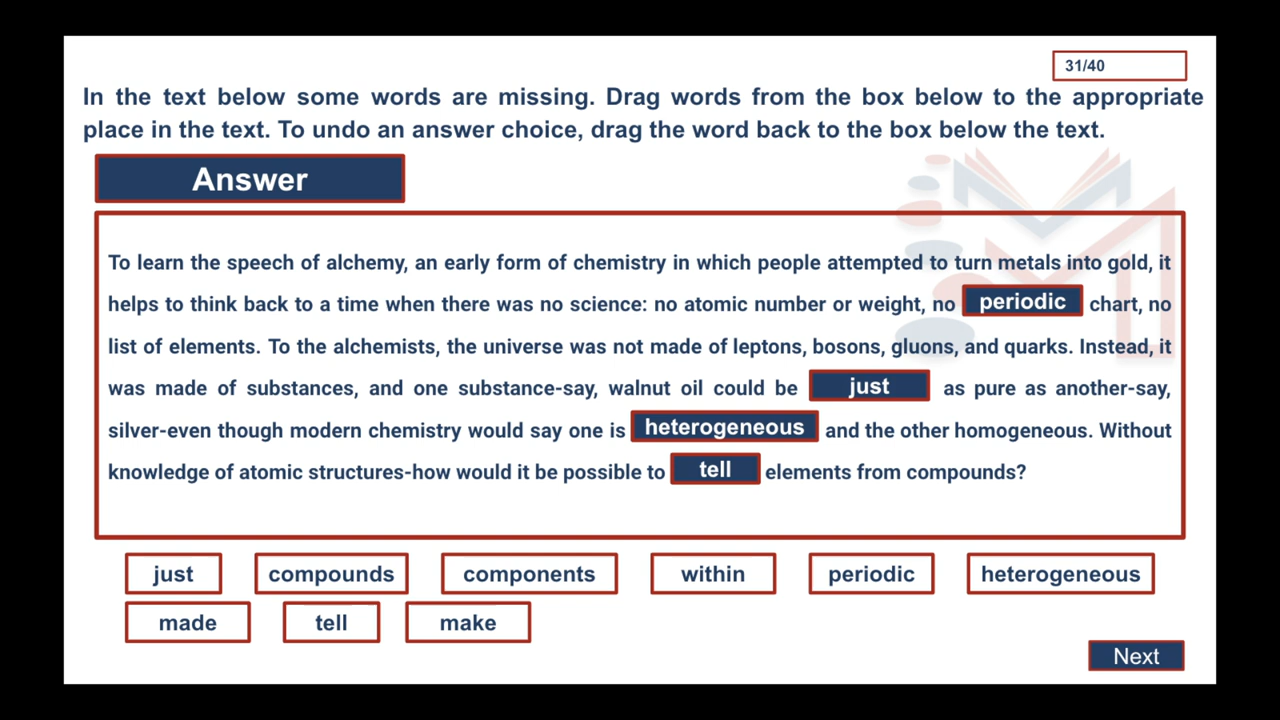 31/40
In the text below some words are missing. Drag words from the box below to the appropriate
place in the text. To undo an answer choice, drag the word back to the box below the text.
Answer
To learn the speech of alchemy, an early form of chemistry in which people attempted to turn metals into gold, it
helps to think back to a time when there was no science: no atomic number or weight, no periodic chart, no
list of elements. To the alchemists, the universe was not made of leptons, bosons, gluons, and quarks. Instead, it
was made of substances, and one substance-say, walnut oil could be just as pure as another-say,
silver-even though modern chemistry would say one is heterogeneous and the other homogeneous. Without
knowledge of atomic structures-how would it be possible to tell elements from compounds?
just compounds components within periodic heterogeneous
made tell make
Next